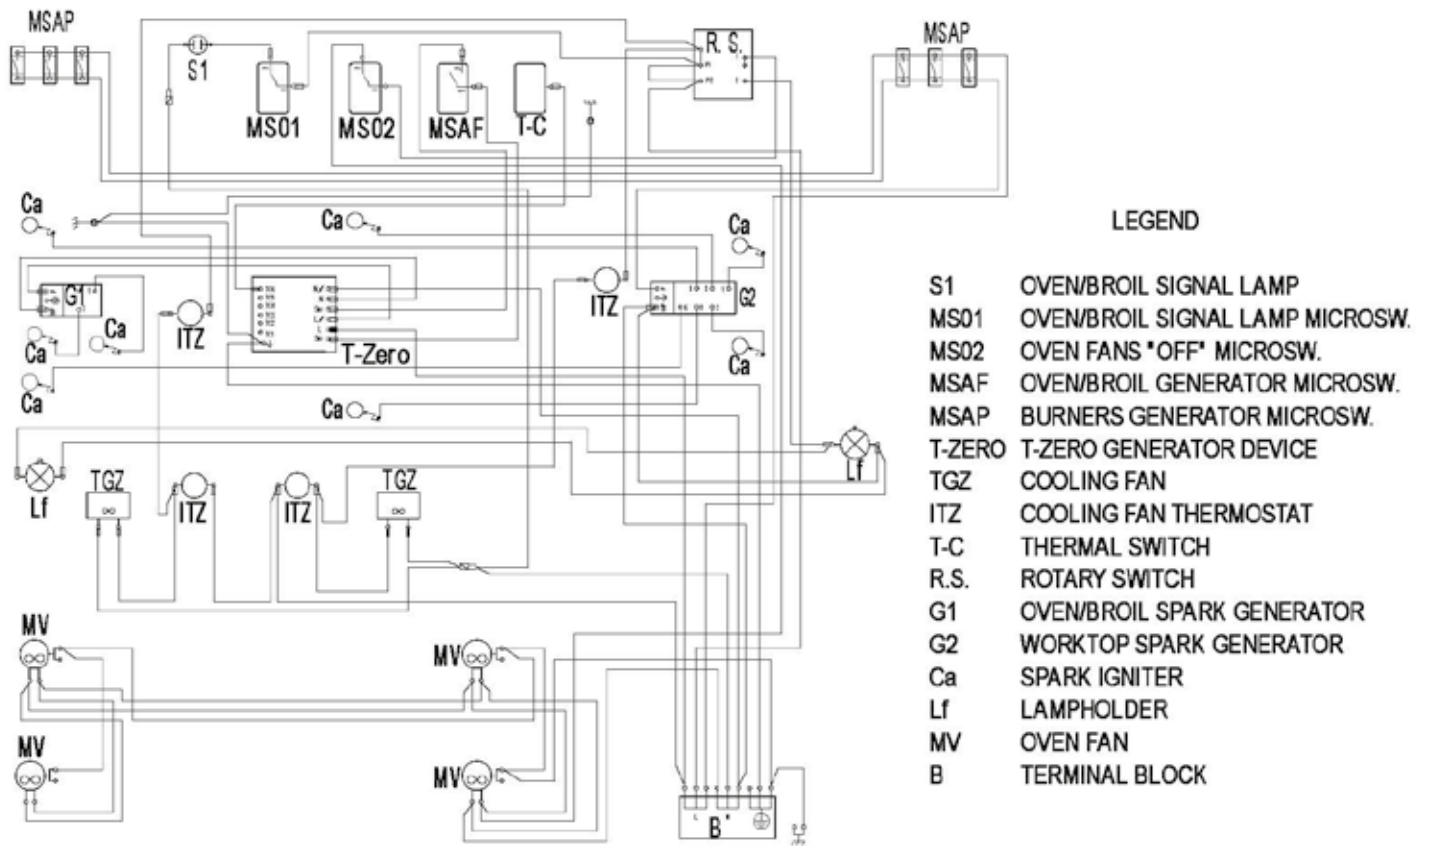 MSAP
S1
MS01
MS02
MSAF
T-C
R. S.
MSAP
Ca
Ca
Ca
G1
Ca
Ca
Ca
ITZ
T-Zero
Ca
ITZ
G2
Ca
Lf
TGZ
ITZ
ITZ
TGZ
Lf
MV
MV
MV
MV
L
B
N
LEGEND
S1 OVEN/BROIL SIGNAL LAMP
MS01 OVEN/BROIL SIGNAL LAMP MICROSW.
MS02 OVEN FANS "OFF" MICROSW.
MSAF OVEN/BROIL GENERATOR MICROSW.
MSAP BURNERS GENERATOR MICROSW.
T-ZERO T-ZERO GENERATOR DEVICE
TGZ COOLING FAN
ITZ COOLING FAN THERMOSTAT
T-C THERMAL SWITCH
R.S. ROTARY SWITCH
G1 OVEN/BROIL SPARK GENERATOR
G2 WORKTOP SPARK GENERATOR
Ca SPARK IGNITER
Lf LAMPHOLDER
MV OVEN FAN
B TERMINAL BLOCK